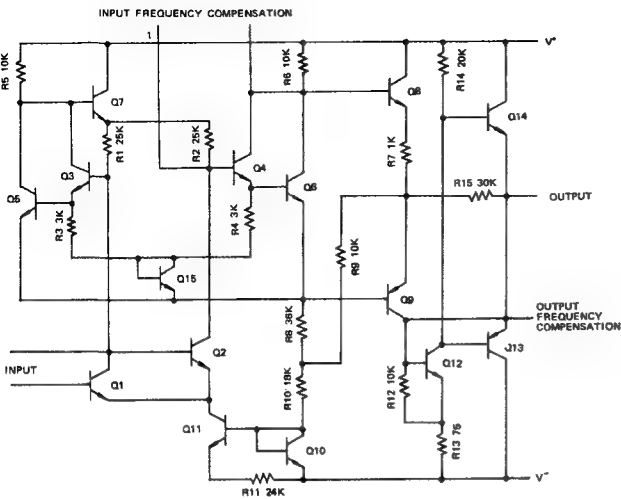 INPUT FREQUENCY COMPENSATION
1
V+
R5 10K
R6 10K
R14 20K
Q7
Q8
Q14
R1 25K
R2 25K
R7 1K
Q3
Q4
Q5
Q6
R15 30K
OUTPUT
R3 3K
R4 3K
R9 10K
Q15
Q9
OUTPUT
FREQUENCY
COMPENSATION
R8 36K
Q2
Q12
J13
INPUT
Q1
R10 18K
R12 10K
Q11
Q10
R13 75
R11 24K
V-